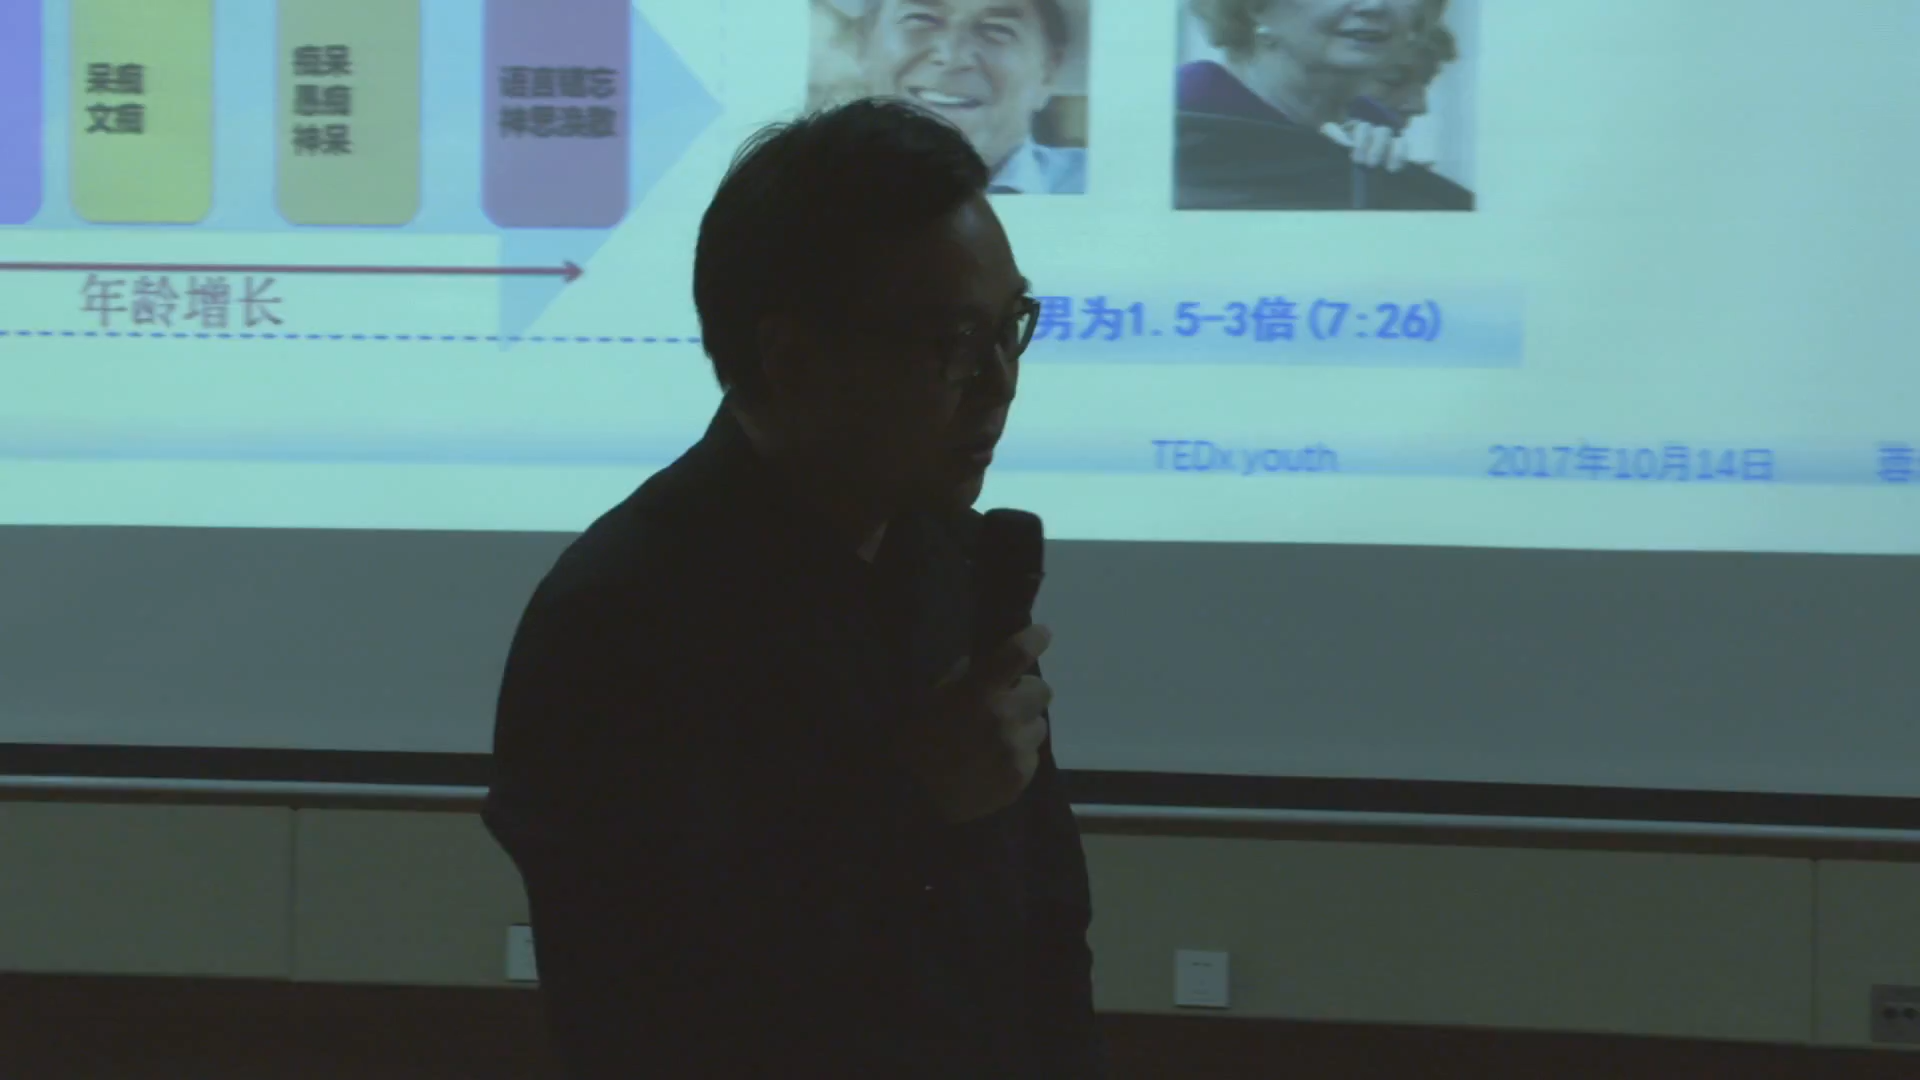 呆痴
文痴
痴呆
愚痴
神呆
语言错忘
神思涣散
年龄增长
男为1.5-3倍(7:26)
TEDx youth
2017年10月14日